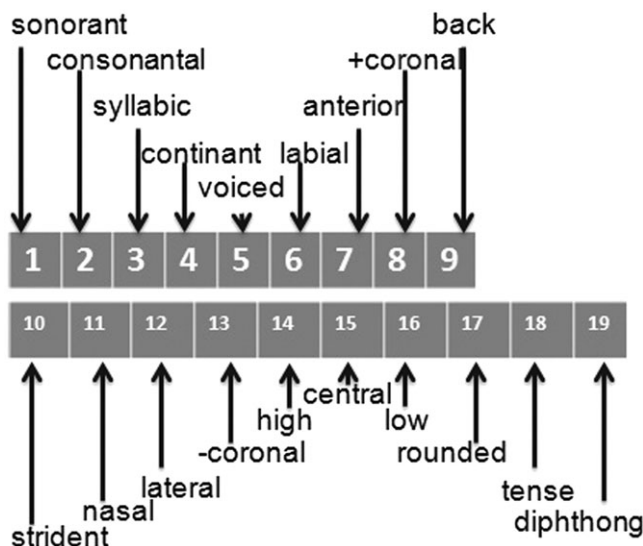 sonorant
back
consonantal
+coronal
syllabic
anterior
continant
labial
voiced
1 2 3 4 5 6 7 8 9
10 11 12 13 14 15 16 17 18 19
central
high
low
-coronal
rounded
lateral
tense
nasal
diphthong
strident